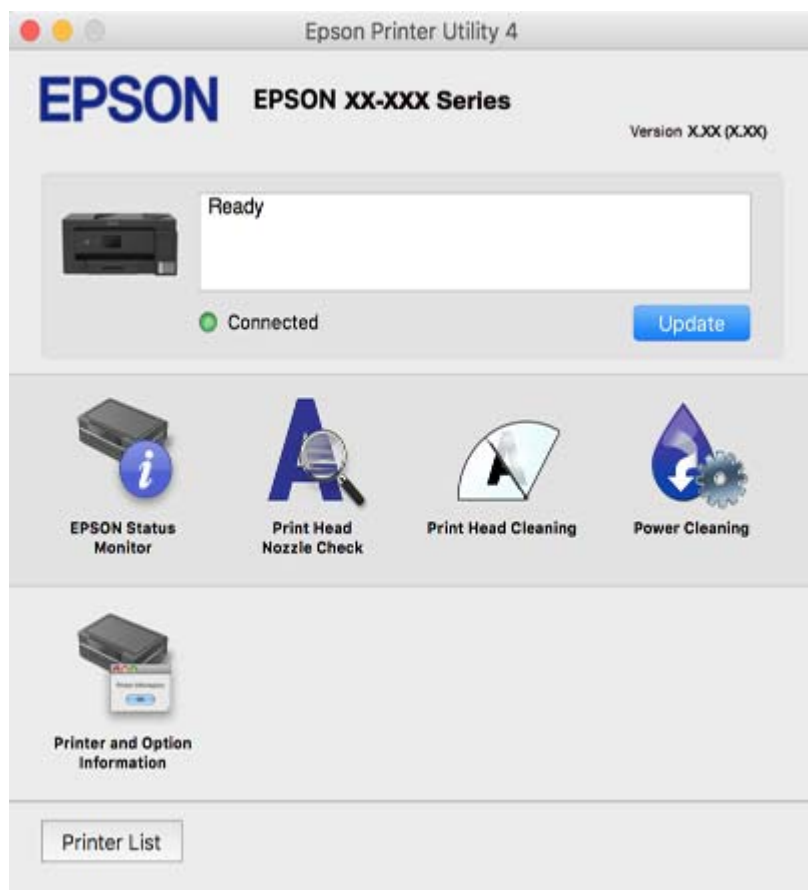 Epson Printer Utility 4
EPSON
EPSON XX-XXX Series
Version X.XX (X.XX)
Ready
Connected
Update
EPSON Status
Monitor
Print Head
Nozzle Check
Print Head Cleaning
Power Cleaning
Printer and Option
Information
Printer List